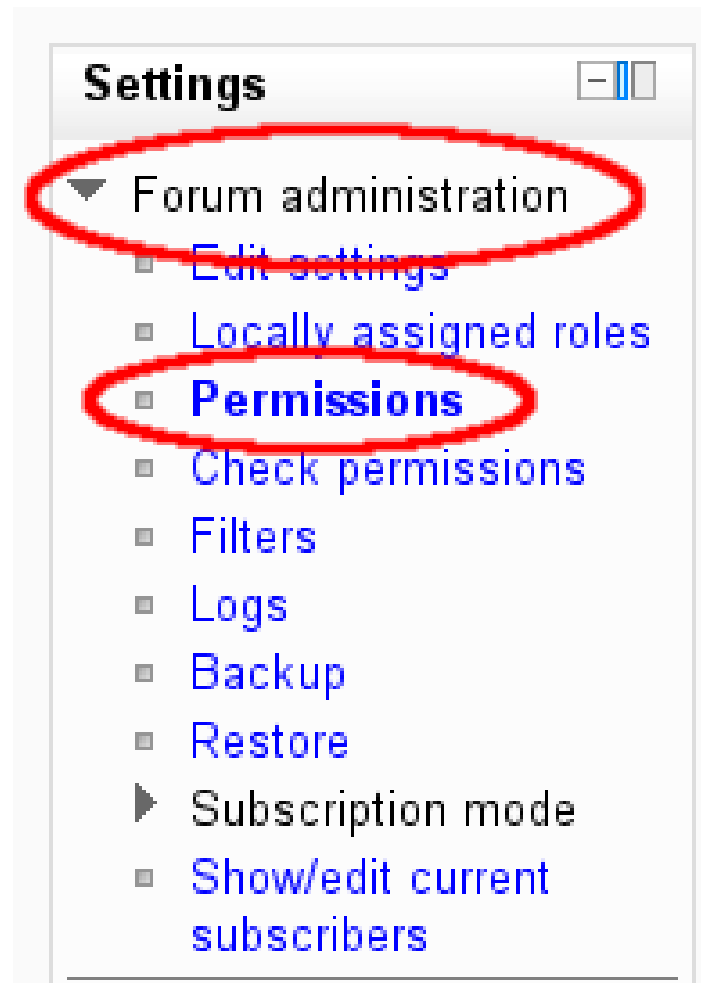 Settings
Forum administration
Edit settings
Locally assigned roles
Permissions
Check permissions
Filters
Logs
Backup
Restore
Subscription mode
Show/edit current
subscribers